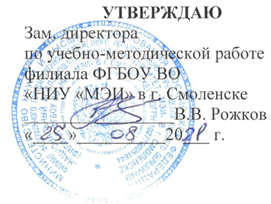 УТВЕРЖДАЮ
Зам. директора
по учебно-методической работе
филиала ФГБОУ ВО
«НИУ «МЭИ» в г. Смоленске
В.В. Рожков
« 25 » 08 2021 г.